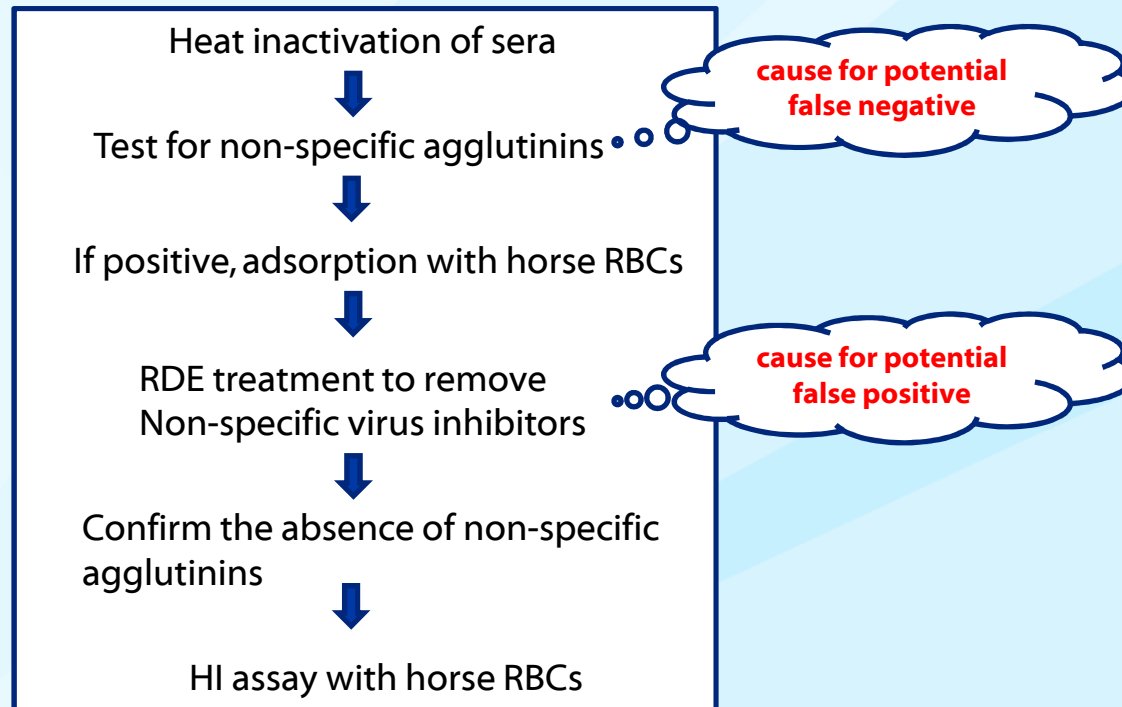 Heat inactivation of sera
cause for potential
false negative
Test for non-specific agglutinins
If positive, adsorption with horse RBCs
cause for potential
false positive
RDE treatment to remove
Non-specific virus inhibitors
Confirm the absence of non-specific
agglutinins
HI assay with horse RBCs